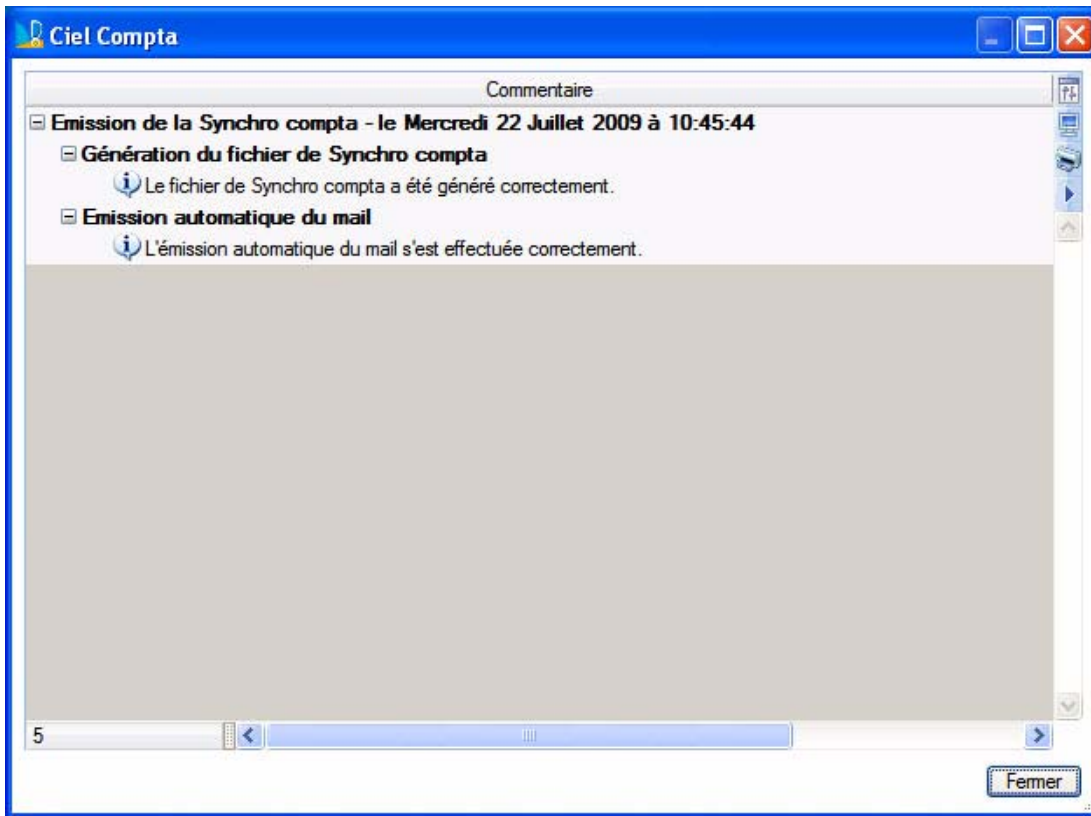 Ciel Compta
Commentaire
Emission de la Synchro compta - le Mercredi 22 Juillet 2009 à 10:45:44
Génération du fichier de Synchro compta
Le fichier de Synchro compta a été généré correctement.
Emission automatique du mail
L'émission automatique du mail s'est effectuée correctement.
5
Fermer